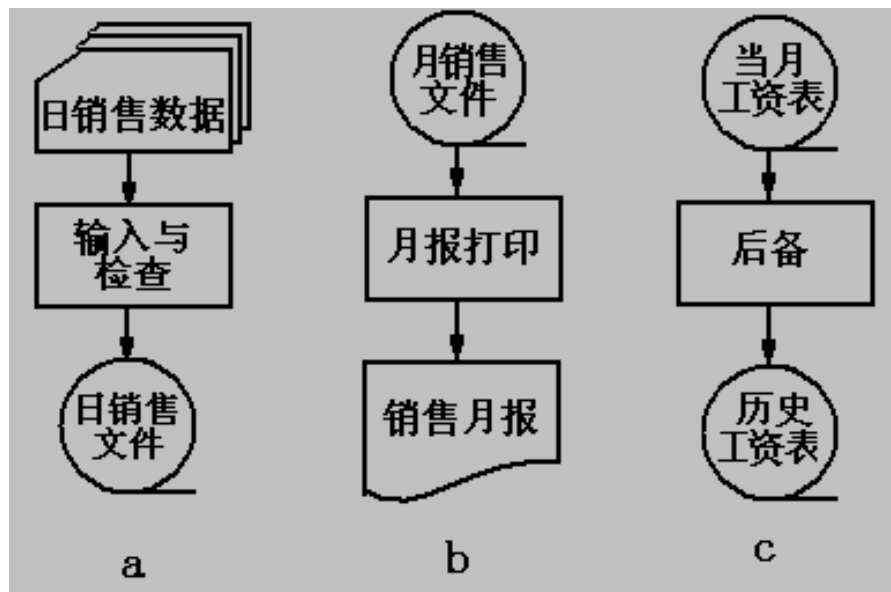 日销售数据
输入与
检查
日销售
文件
a
月销售
文件
月报打印
销售月报
b
当月
工资表
后备
历史
工资表
c